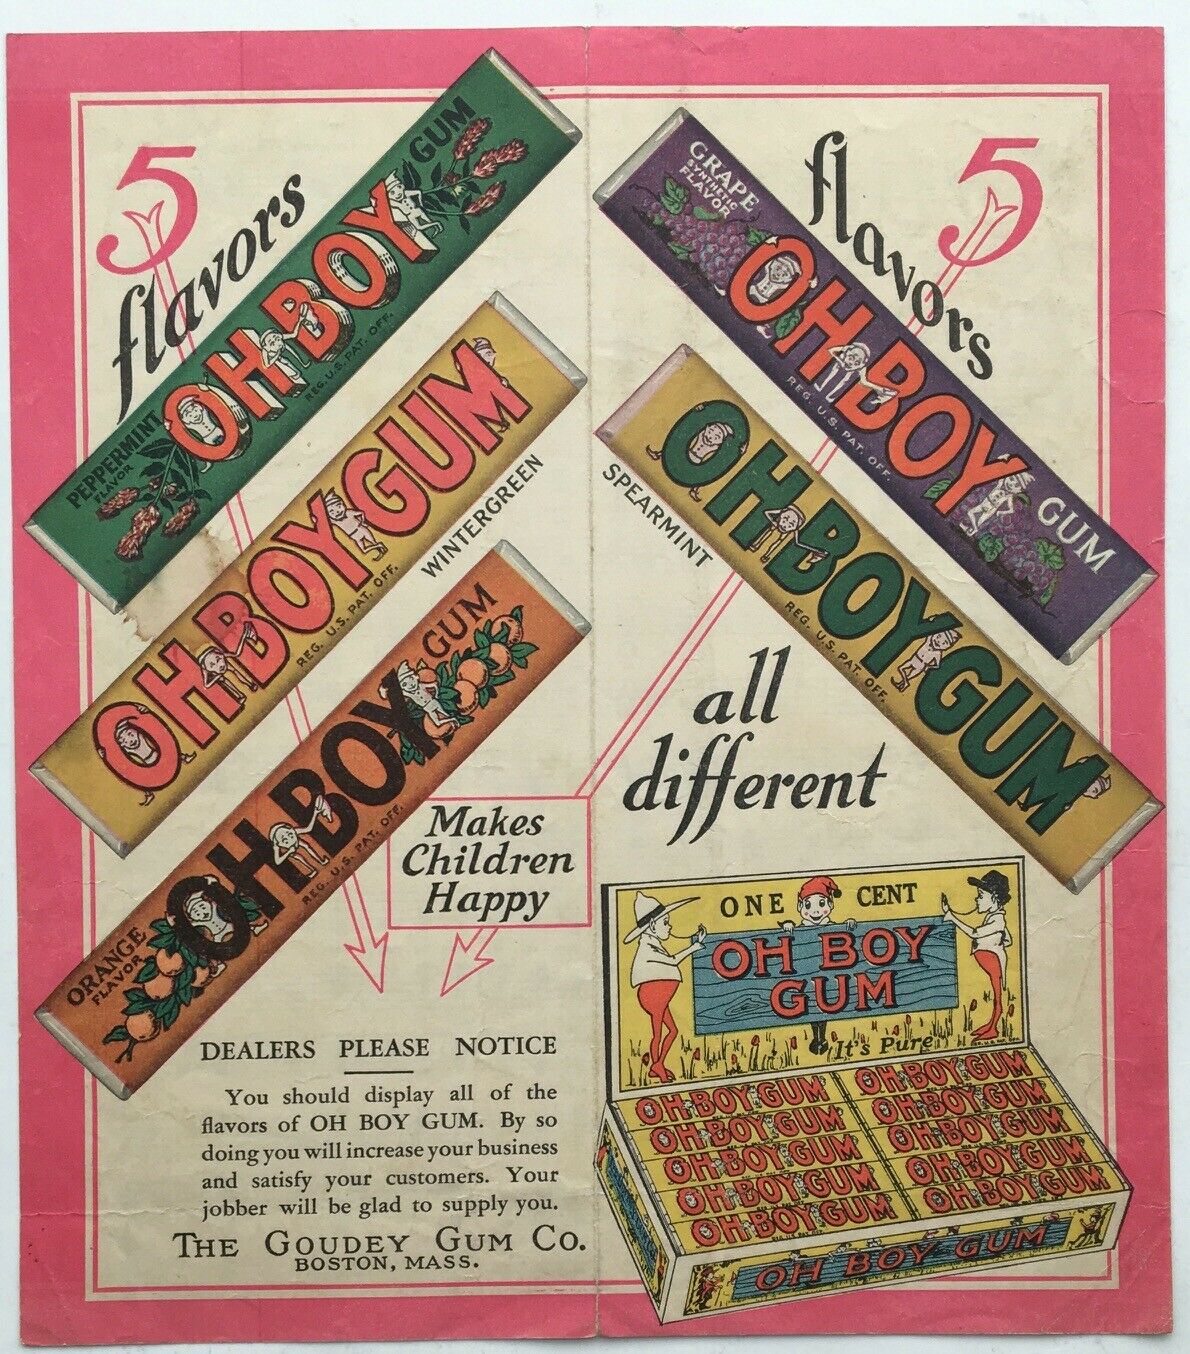 5
flavors
PEPPERMINT
FLAVOR
OH BOY
GUM
REG. U.S. PAT. OFF.
OH BOY GUM
REG. U.S. PAT. OFF.
WINTERGREEN
ORANGE
FLAVOR
OH BOY
GUM
REG. U.S. PAT. OFF.
flavors
5
GRAPE
SYNTHETIC
FLAVOR
OH BOY
GUM
REG. U.S. PAT. OFF.
OH BOY GUM
REG. U.S. PAT. OFF.
SPEARMINT
all
different
Makes
Children
Happy
DEALERS PLEASE NOTICE
You should display all of the
flavors of OH BOY GUM. By so
doing you will increase your business
and satisfy your customers. Your
jobber will be glad to supply you.
THE GOUDEY GUM CO.
BOSTON, MASS.
ONE CENT
OH BOY
GUM
It's Pure
OH BOY GUM
OH BOY GUM
OH BOY GUM
OH BOY GUM
OH BOY GUM
OH BOY GUM
OH BOY GUM
OH BOY GUM
OH BOY GUM
OH BOY GUM
OH BOY GUM